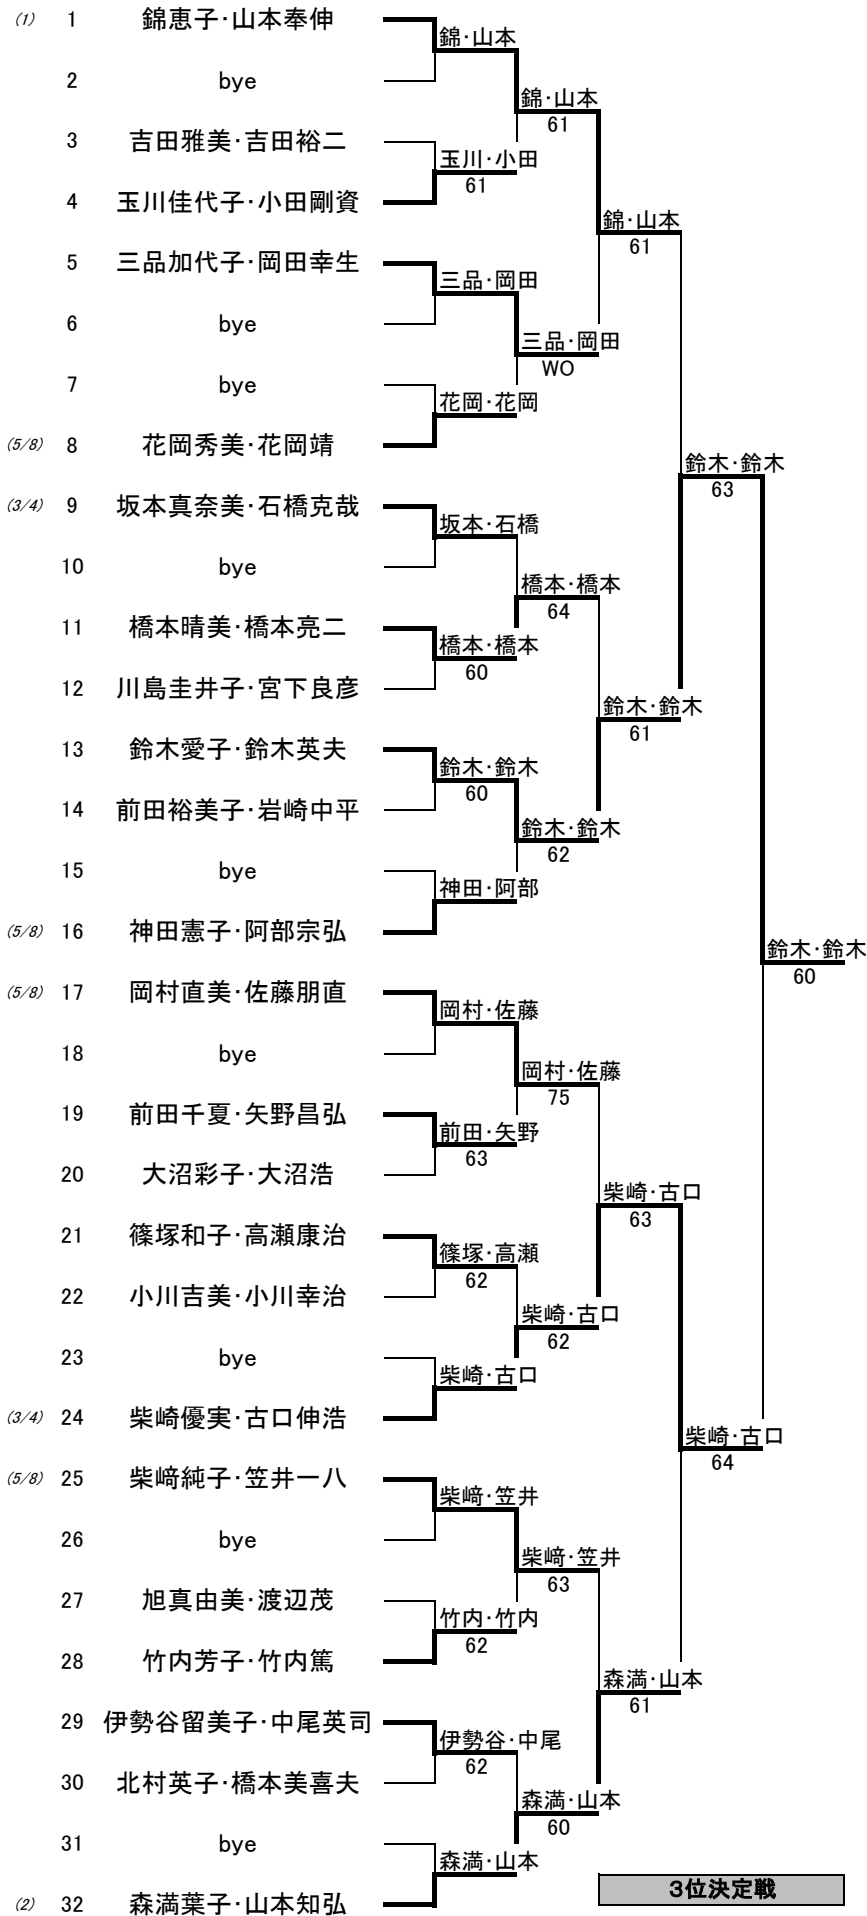 (1) 1 錦恵子・山本奉伸
錦・山本
2 bye
錦・山本
61
3 吉田雅美・吉田裕二
玉川・小田
61
4 玉川佳代子・小田剛資
錦・山本
61
5 三品加代子・岡田幸生
三品・岡田
6 bye
三品・岡田
WO
7 bye
花岡・花岡
(5/8) 8 花岡秀美・花岡靖
鈴木・鈴木
63
(3/4) 9 坂本真奈美・石橋克哉
坂本・石橋
10 bye
橋本・橋本
64
11 橋本晴美・橋本亮二
橋本・橋本
60
12 川島圭井子・宮下良彦
鈴木・鈴木
61
13 鈴木愛子・鈴木英夫
鈴木・鈴木
60
14 前田裕美子・岩崎中平
鈴木・鈴木
62
15 bye
神田・阿部
(5/8) 16 神田憲子・阿部宗弘
鈴木・鈴木
60
(5/8) 17 岡村直美・佐藤朋直
岡村・佐藤
18 bye
岡村・佐藤
75
19 前田千夏・矢野昌弘
前田・矢野
63
20 大沼彩子・大沼浩
柴崎・古口
63
21 篠塚和子・高瀬康治
篠塚・高瀬
62
22 小川吉美・小川幸治
柴崎・古口
62
23 bye
柴崎・古口
(3/4) 24 柴崎優実・古口伸浩
柴崎・古口
64
(5/8) 25 柴﨑純子・笠井一八
柴﨑・笠井
26 bye
柴﨑・笠井
63
27 旭真由美・渡辺茂
竹内・竹内
62
28 竹内芳子・竹内篤
森満・山本
61
29 伊勢谷留美子・中尾英司
伊勢谷・中尾
62
30 北村英子・橋本美喜夫
森満・山本
60
31 bye
森満・山本
3位決定戦
(2) 32 森満葉子・山本知弘